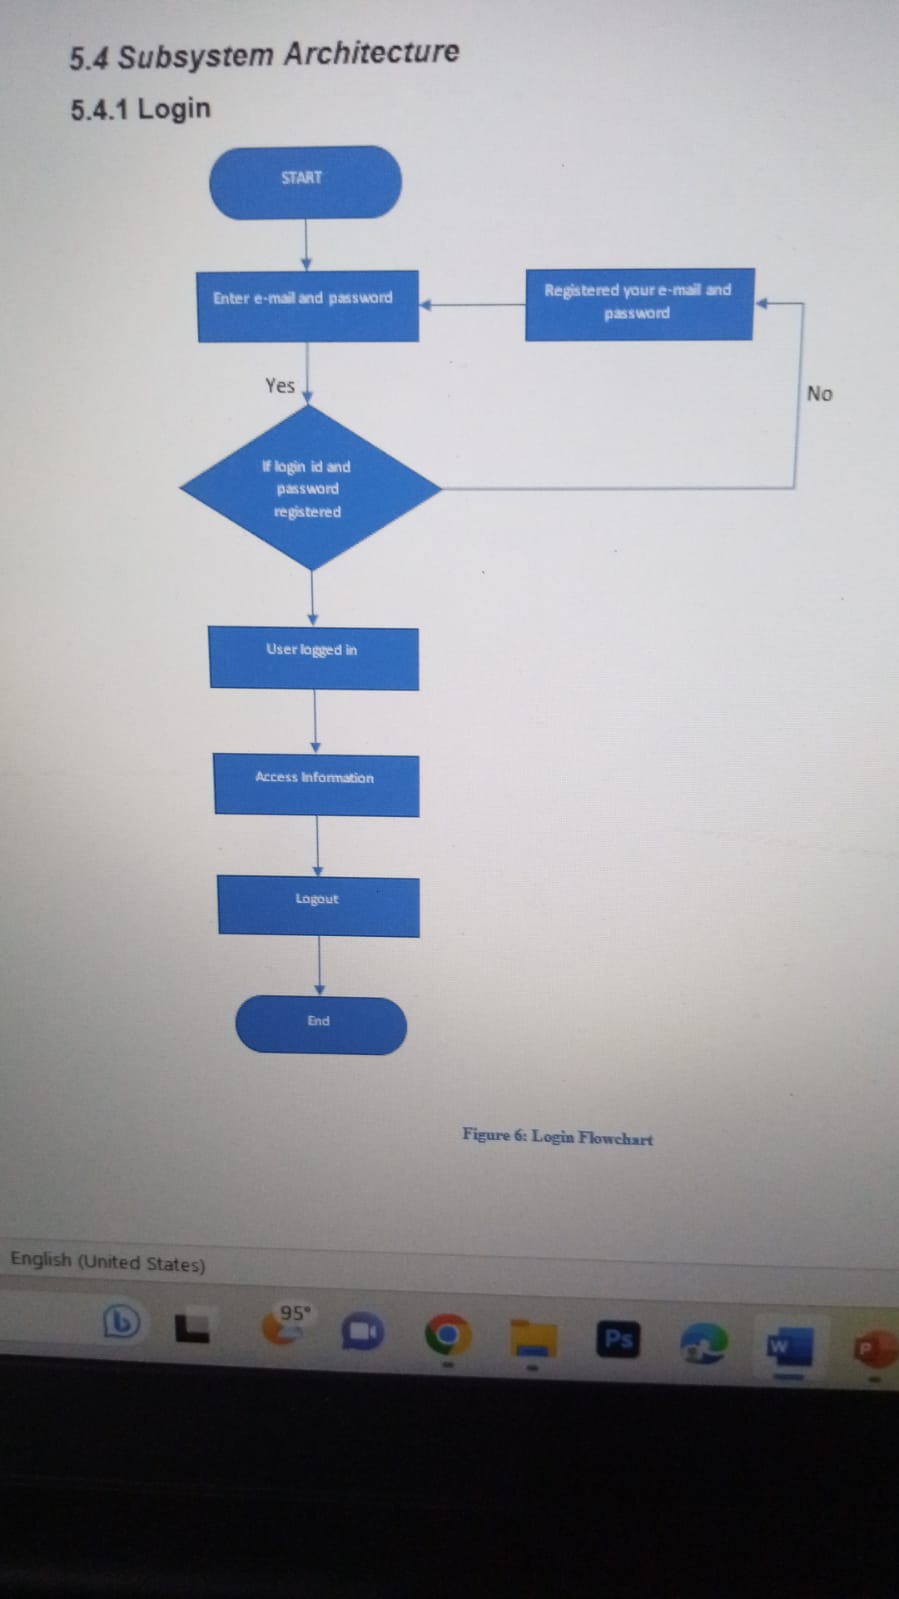 5.4 Subsystem Architecture
5.4.1 Login
START
Enter e-mail and password
Registered your e-mail and
password
Yes
No
If login id and
password
registered
User logged in
Access Information
Logout
End
Figure 6: Login Flowchart
English (United States)
95°
Ps
W
P